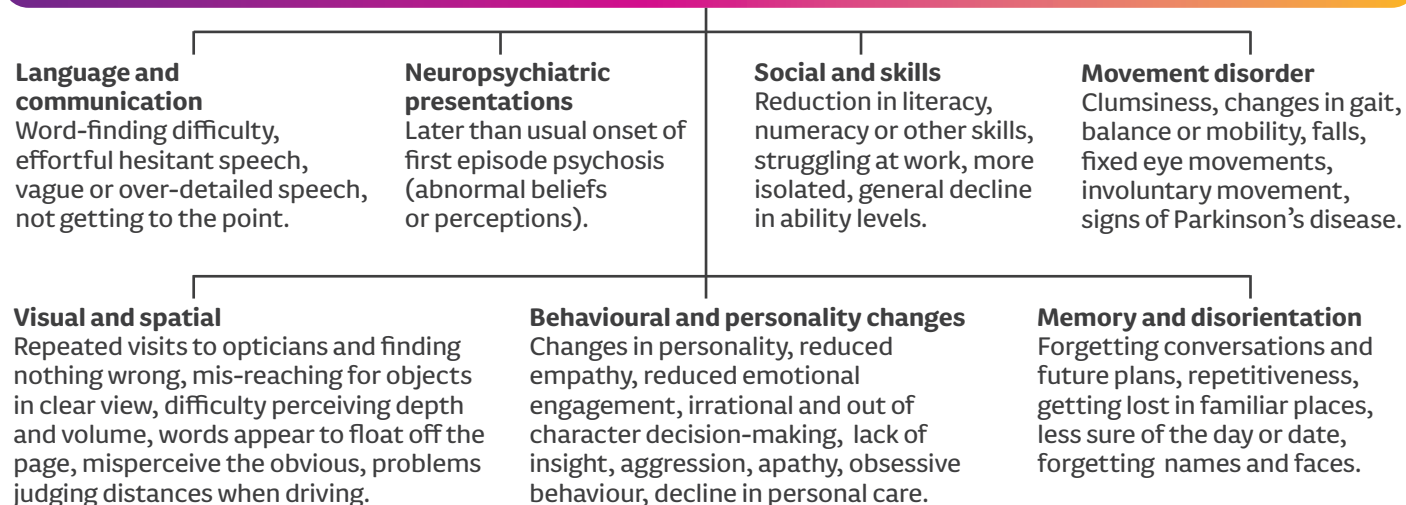 Language and
communication
Word-finding difficulty,
effortful hesitant speech,
vague or over-detailed speech,
not getting to the point.
Neuropsychiatric
presentations
Later than usual onset of
first episode psychosis
(abnormal beliefs
or perceptions).
Social and skills
Reduction in literacy,
numeracy or other skills,
struggling at work, more
isolated, general decline
in ability levels.
Movement disorder
Clumsiness, changes in gait,
balance or mobility, falls,
fixed eye movements,
involuntary movement,
signs of Parkinson’s disease.
Visual and spatial
Repeated visits to opticians and finding
nothing wrong, mis-reaching for objects
in clear view, difficulty perceiving depth
and volume, words appear to float off the
page, misperceive the obvious, problems
judging distances when driving.
Behavioural and personality changes
Changes in personality, reduced
empathy, reduced emotional
engagement, irrational and out of
character decision-making, lack of
insight, aggression, apathy, obsessive
behaviour, decline in personal care.
Memory and disorientation
Forgetting conversations and
future plans, repetitiveness,
getting lost in familiar places,
less sure of the day or date,
forgetting names and faces.